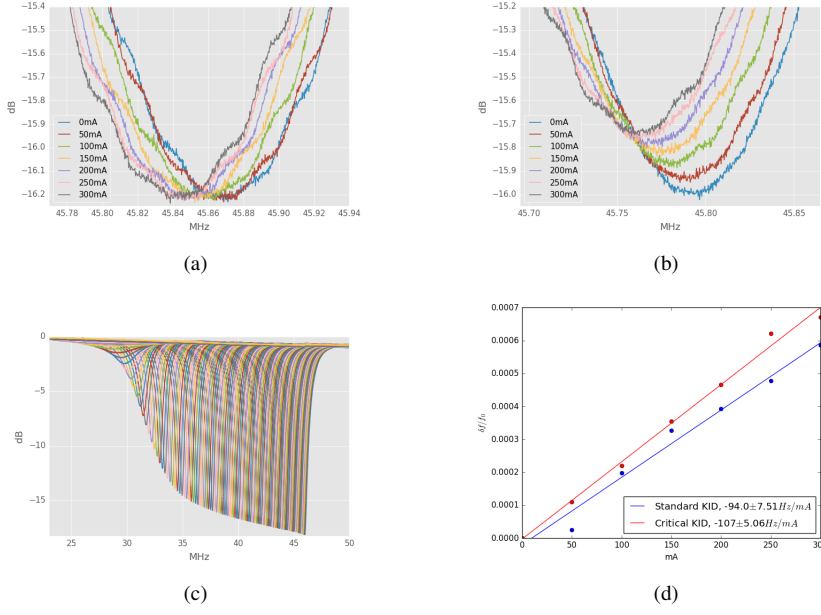 −15.4
−15.5
−15.6
−15.7
−15.8
−15.9
−16.0
−16.1
−16.2
dB
0mA
50mA
100mA
150mA
200mA
250mA
300mA
45.78 45.80 45.82 45.84 45.86 45.88 45.90 45.92 45.94
MHz
(a)
−15.2
−15.3
−15.4
−15.5
−15.6
−15.7
−15.8
−15.9
−16.0
dB
0mA
50mA
100mA
150mA
200mA
250mA
300mA
45.70 45.75 45.80 45.85
MHz
(b)
0
−5
−10
−15
dB
25 30 35 40 45 50
MHz
(c)
0.0007
0.0006
0.0005
0.0004
0.0003
0.0002
0.0001
0.0000
δf/f₀
Standard KID, -94.0±7.51Hz/mA
Critical KID, -107±5.06Hz/mA
0 50 100 150 200 250 300
mA
(d)